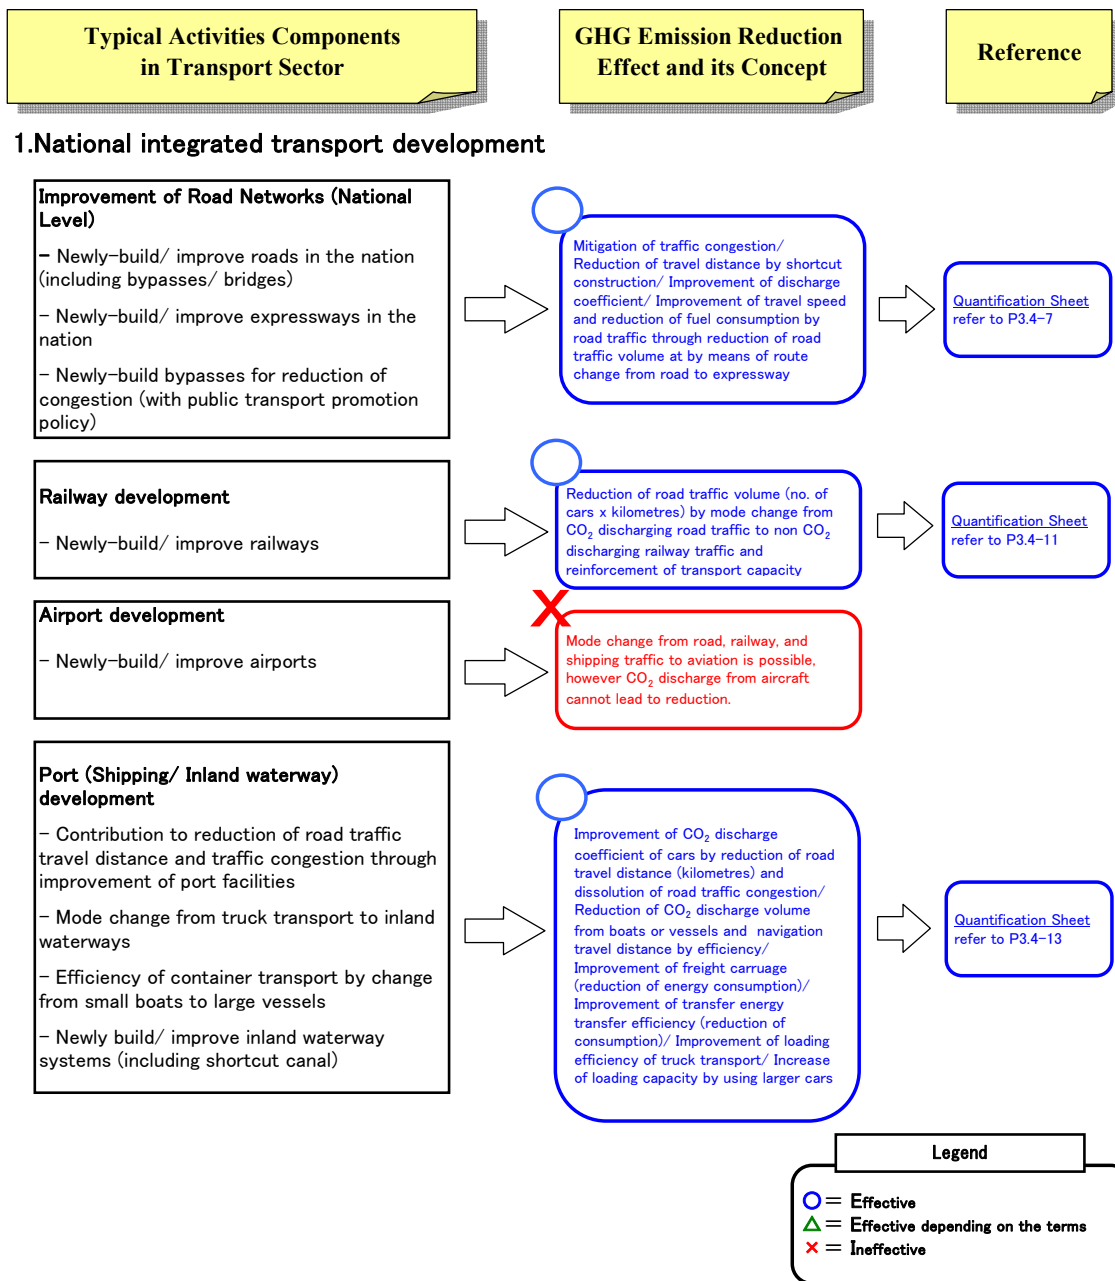 Typical Activities Components
in Transport Sector
GHG Emission Reduction
Effect and its Concept
Reference
1.National integrated transport development
Improvement of Road Networks (National
Level)
– Newly-build/ improve roads in the nation
(including bypasses/ bridges)
– Newly-build/ improve expressways in the
nation
– Newly-build bypasses for reduction of
congestion (with public transport promotion
policy)
Mitigation of traffic congestion/
Reduction of travel distance by shortcut
construction/ Improvement of discharge
coefficient/ Improvement of travel speed
and reduction of fuel consumption by
road traffic through reduction of road
traffic volume at by means of route
change from road to expressway
Quantification Sheet
refer to P3.4-7
Railway development
– Newly-build/ improve railways
Reduction of road traffic volume (no. of
cars x kilometres) by mode change from
CO₂ discharging road traffic to non CO₂
discharging railway traffic and
reinforcement of transport capacity
Quantification Sheet
refer to P3.4-11
Airport development
– Newly-build/ improve airports
X
Mode change from road, railway, and
shipping traffic to aviation is possible,
however CO₂ discharge from aircraft
cannot lead to reduction.
Port (Shipping/ Inland waterway)
development
– Contribution to reduction of road traffic
travel distance and traffic congestion through
improvement of port facilities
– Mode change from truck transport to inland
waterways
– Efficiency of container transport by change
from small boats to large vessels
– Newly build/ improve inland waterway
systems (including shortcut canal)
Improvement of CO₂ discharge
coefficient of cars by reduction of road
travel distance (kilometres) and
dissolution of road traffic congestion/
Reduction of CO₂ discharge volume
from boats or vessels and navigation
travel distance by efficiency/
Improvement of freight carruage
(reduction of energy consumption)/
Improvement of transfer energy
transfer efficiency (reduction of
consumption)/ Improvement of loading
efficiency of truck transport/ Increase
of loading capacity by using larger cars
Quantification Sheet
refer to P3.4-13
Legend
○ = Effective
△ = Effective depending on the terms
× = Ineffective